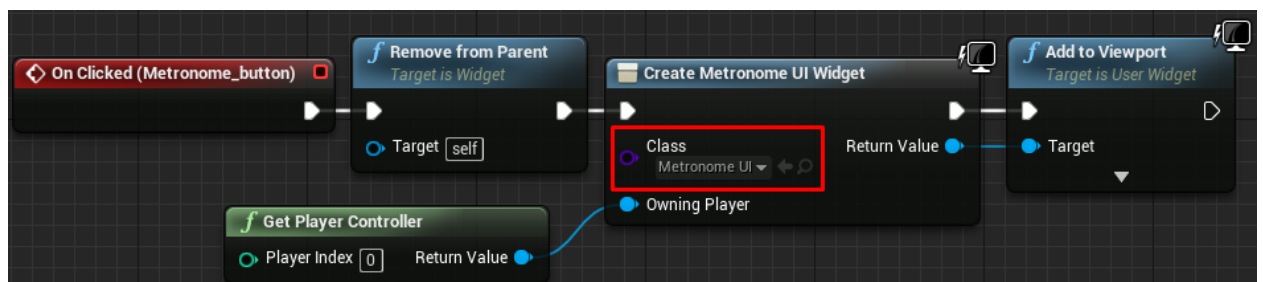 On Clicked (Metronome_button)
f Remove from Parent
Target is Widget
Target self
Create Metronome UI Widget
Class
Metronome UI
Return Value
Owning Player
f Add to Viewport
Target is User Widget
Target
f Get Player Controller
Player Index 0 Return Value